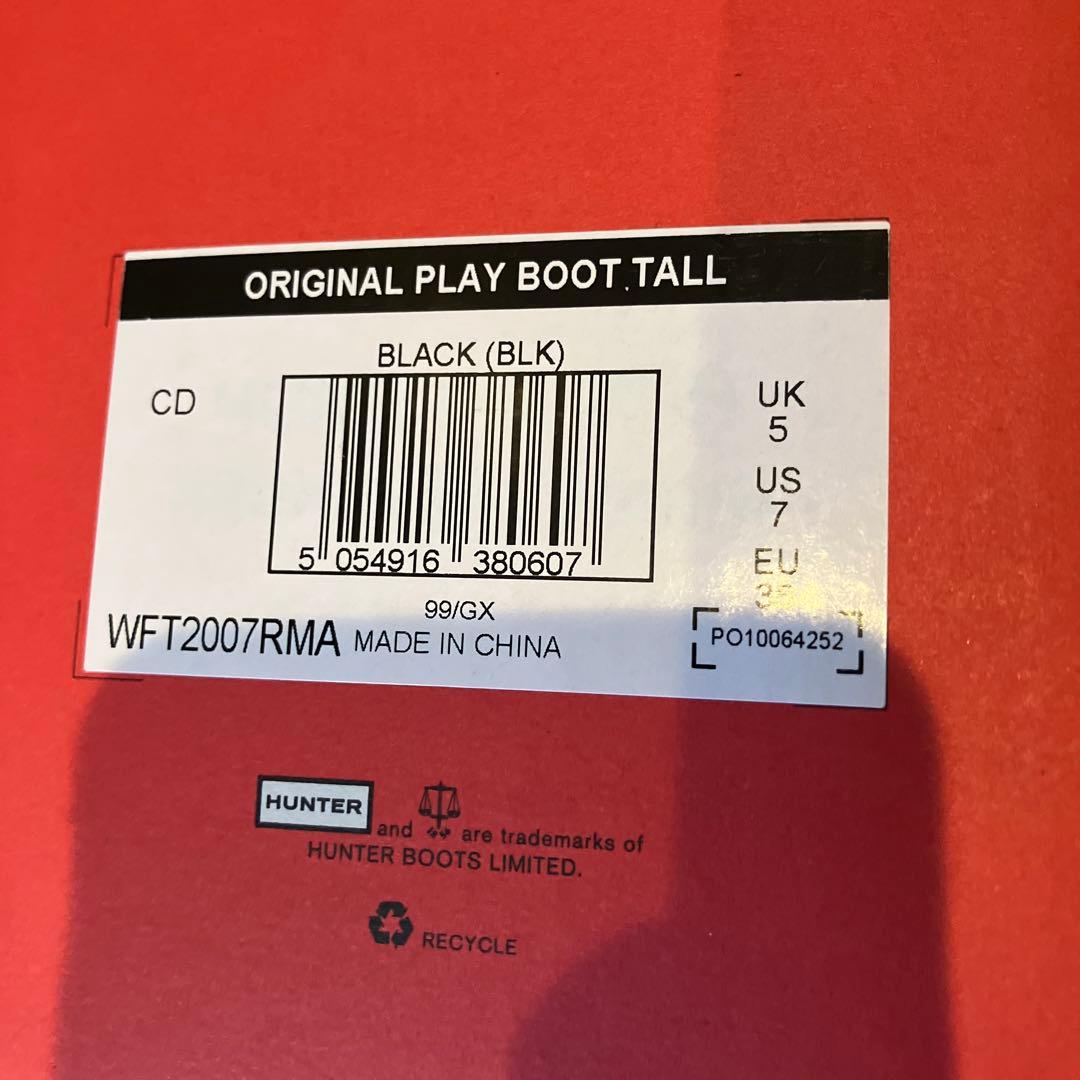 ORIGINAL PLAY BOOT TALL
BLACK (BLK)
CD
5 054916 380607
UK
5
US
7
EU
99/GX
WFT2007RMA MADE IN CHINA
PO10064252
HUNTER and are trademarks of
HUNTER BOOTS LIMITED.
RECYCLE